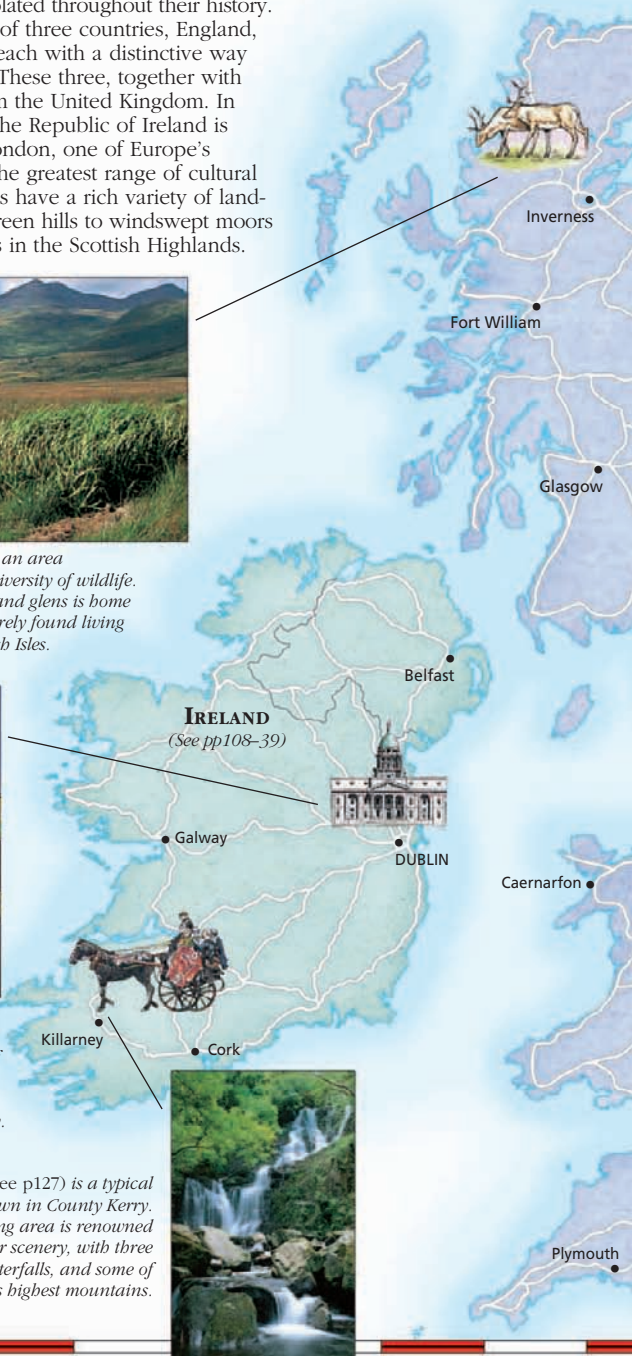 olated throughout their history.
of three countries, England,
each with a distinctive way
These three, together with
the United Kingdom. In
he Republic of Ireland is
ondon, one of Europe's
he greatest range of cultural
s have a rich variety of land-
reen hills to windswept moors
s in the Scottish Highlands.
Inverness
Fort William
Glasgow
an area
iversity of wildlife.
and glens is home
rely found living
h Isles.
Belfast
IRELAND
(See pp108–39)
Galway
DUBLIN
Caernarfon
Killarney
Cork
ee p127) is a typical
wn in County Kerry.
ng area is renowned
r scenery, with three
terfalls, and some of
s highest mountains.
Plymouth